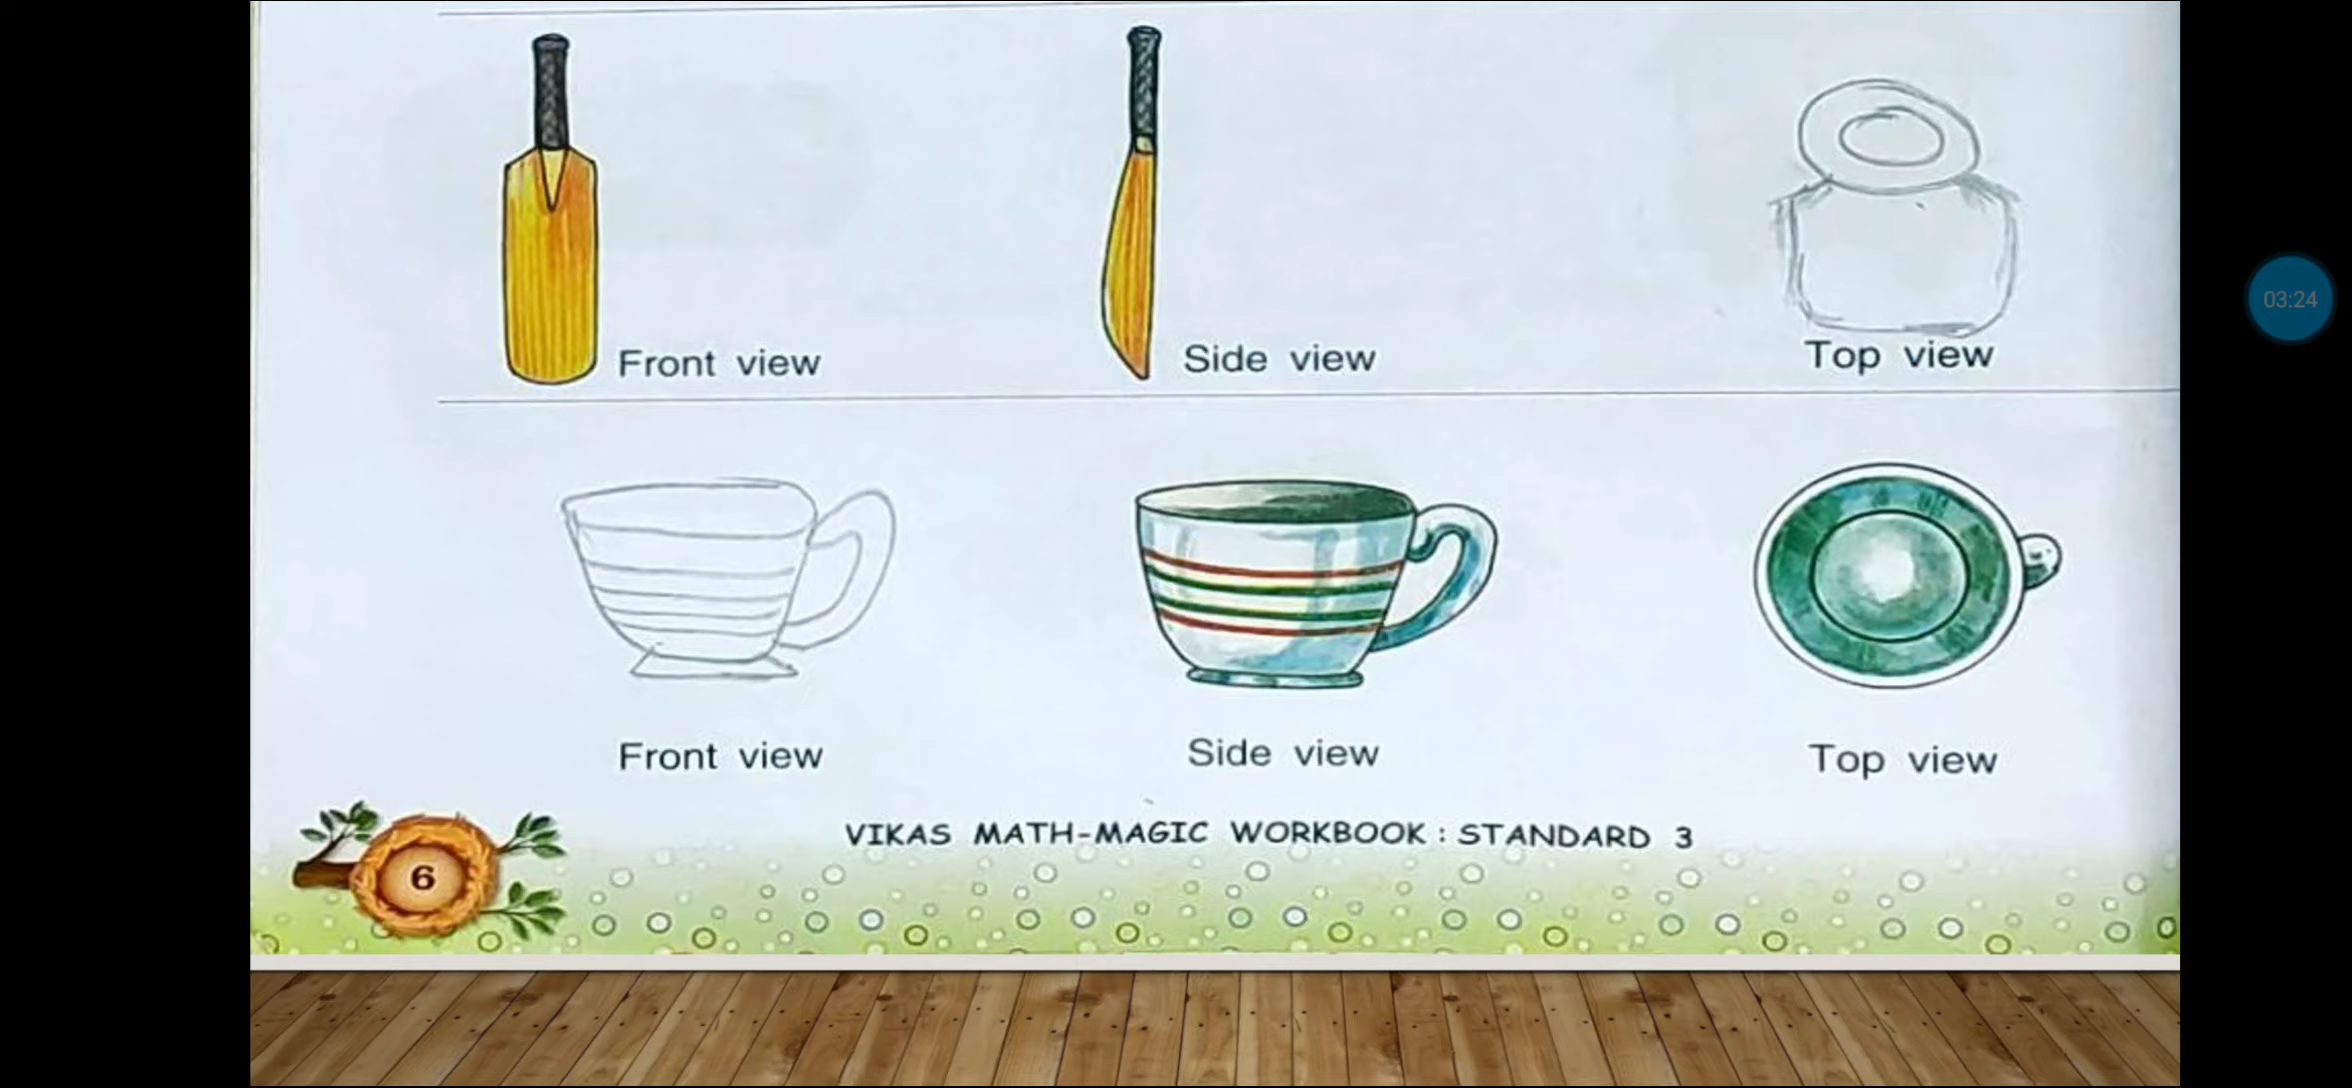 03:24
Front view
Side view
Top view
Front view
Side view
Top view
VIKAS MATH-MAGIC WORKBOOK : STANDARD 3
6